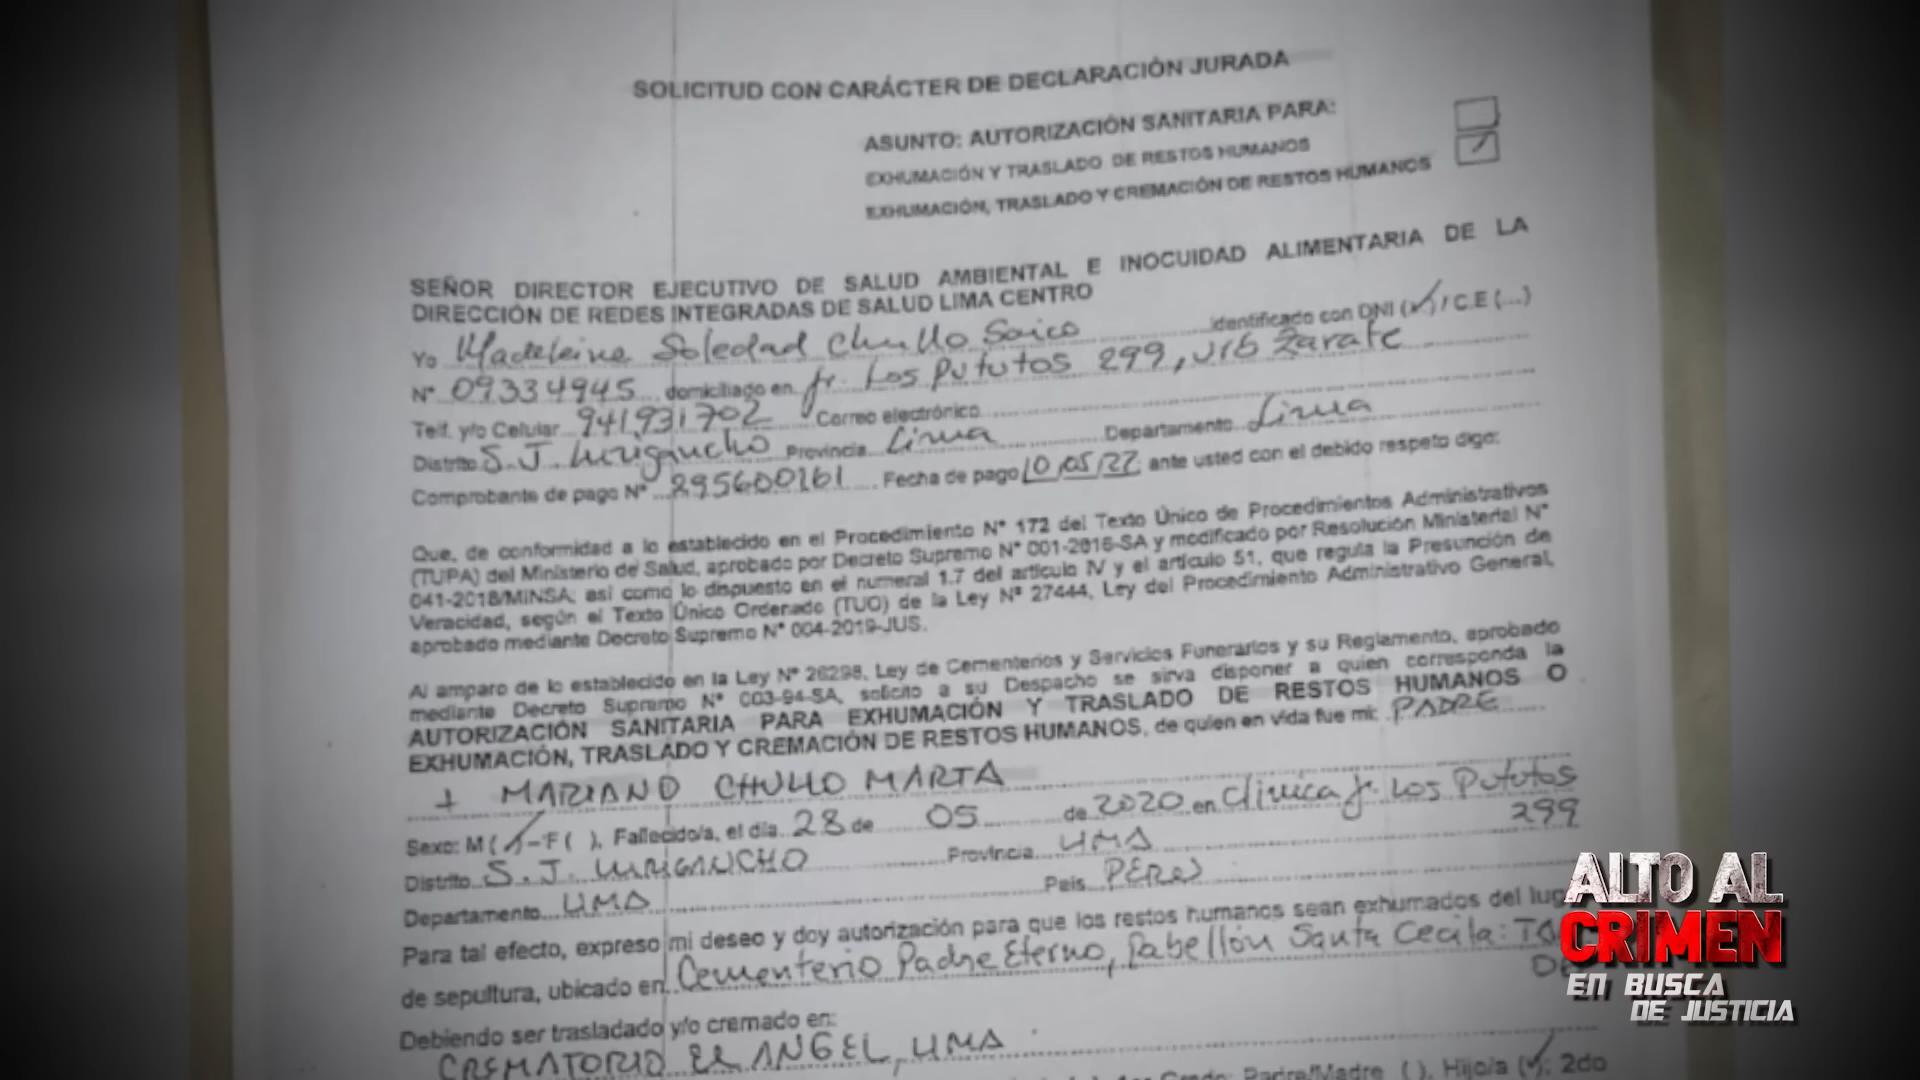 SOLICITUD CON CARÁCTER DE DECLARACIÓN JURADA
ASUNTO: AUTORIZACIÓN SANITARIA PARA:
EXHUMACIÓN Y TRASLADO DE RESTOS HUMANOS
EXHUMACIÓN, TRASLADO Y CREMACIÓN DE RESTOS HUMANOS
SEÑOR DIRECTOR EJECUTIVO DE SALUD AMBIENTAL E INOCUIDAD ALIMENTARIA DE LA
DIRECCIÓN DE REDES INTEGRADAS DE SALUD LIMA CENTRO
Yo Madeleine Soledad Chullo Saico identificado con DNI (✓) / C.E (...)
N° 09334945 domiciliado en Jr. Los Pututos 299, Urb Zarate
Telf. y/o Celular 941931702 Correo electrónico
Distrito S.J. Lurigancho Provincia Lima Departamento Lima
Comprobante de pago N° 295600161 Fecha de pago 10/05/22 ante usted con el debido respeto digo:
Que, de conformidad a lo establecido en el Procedimiento N° 172 del Texto Único de Procedimientos Administrativos
(TUPA) del Ministerio de Salud, aprobado por Decreto Supremo N° 001-2016-SA y modificado por Resolución Ministerial N°
041-2018/MINSA; así como lo dispuesto en el numeral 1.7 del artículo IV y el artículo 51, que regula la Presunción de
Veracidad, según el Texto Único Ordenado (TUO) de la Ley N° 27444, Ley del Procedimiento Administrativo General,
aprobado mediante Decreto Supremo N° 004-2019-JUS.
Al amparo de lo establecido en la Ley N° 26298, Ley de Cementerios y Servicios Funerarios y su Reglamento, aprobado
mediante Decreto Supremo N° 003-94-SA, solicito a su Despacho se sirva disponer a quien corresponda la
AUTORIZACIÓN SANITARIA PARA EXHUMACIÓN Y TRASLADO DE RESTOS HUMANOS O
EXHUMACIÓN, TRASLADO Y CREMACIÓN DE RESTOS HUMANOS, de quien en vida fue mi: PADRE
+ MARIANO CHULLO MARTA
Sexo: M (✓) -F ( ), Fallecido/a, el día 28 de 05 de 2020 en Clínica Jr. Los Pututos
299
Distrito S.J. LURIGANCHO Provincia LIMA
Departamento LIMA País PERÚ
Para tal efecto, expreso mi deseo y doy autorización para que los restos humanos sean exhumados del lug
de sepultura, ubicado en Cementerio Padre Eterno, Pabellón Santa Cecila:
Debiendo ser trasladado y/o cremado en:
CREMATORIO EL ANGEL, LIMA
Grado: Padre/Madre ( ), Hijo/a (✓); 2do
ALTO AL
CRIMEN
EN BUSCA
DE JUSTICIA